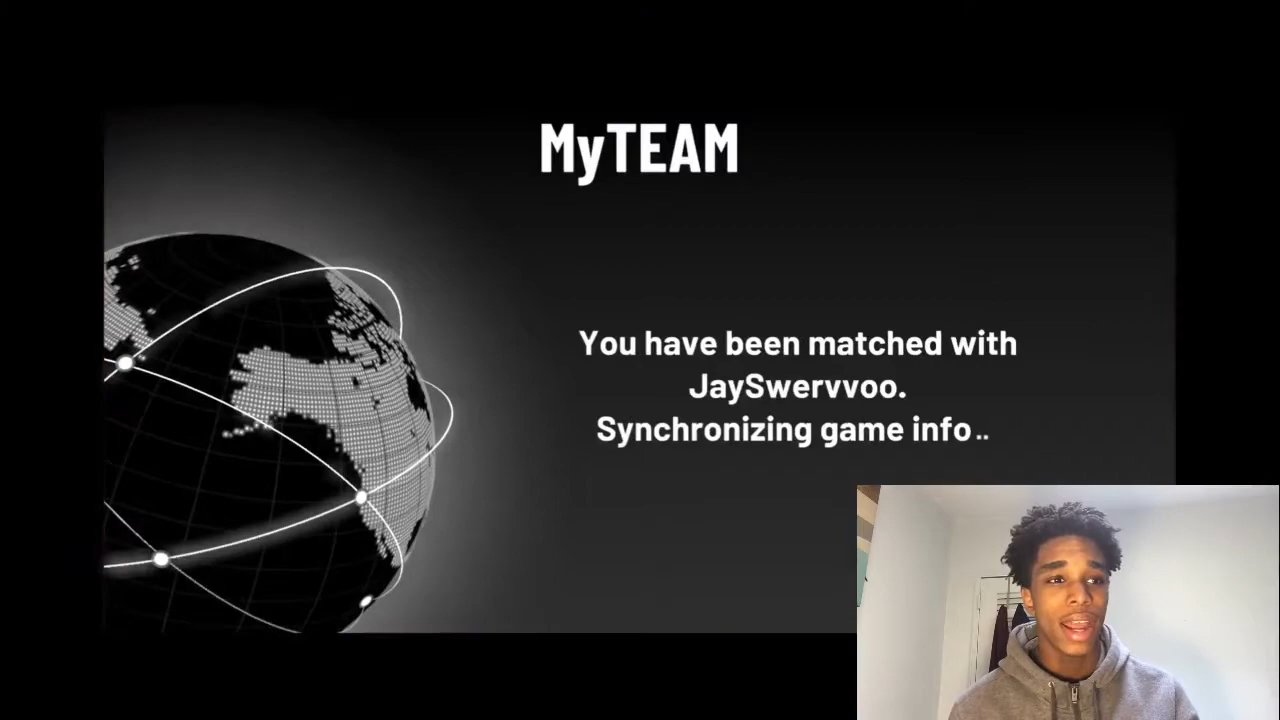 MyTEAM
You have been matched with
JaySwervvoo.
Synchronizing game info..